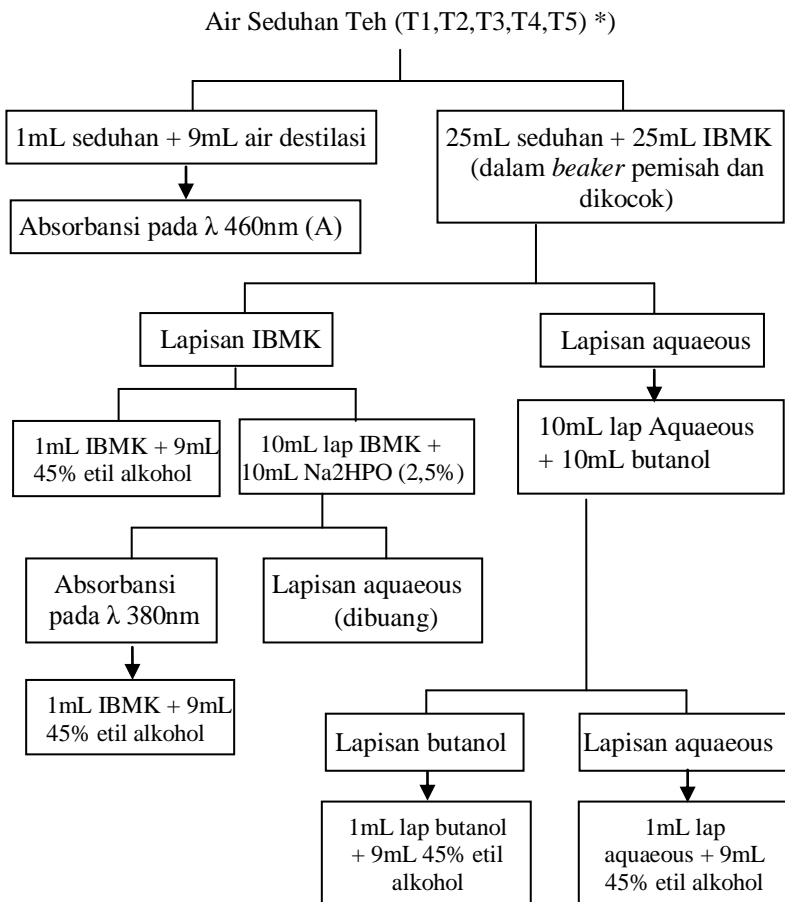 Air Seduhan Teh (T1,T2,T3,T4,T5) *)
1mL seduhan + 9mL air destilasi
25mL seduhan + 25mL IBMK
(dalam beaker pemisah dan
dikocok)
Absorbansi pada λ 460nm (A)
Lapisan IBMK
Lapisan aquaeous
1mL IBMK + 9mL
45% etil alkohol
10mL lap IBMK +
10mL Na2HPO (2,5%)
10mL lap Aquaeous
+ 10mL butanol
Absorbansi
pada λ 380nm
Lapisan aquaeous
(dibuang)
1mL IBMK + 9mL
45% etil alkohol
Lapisan butanol
Lapisan aquaeous
1mL lap butanol
+ 9mL 45% etil
alkohol
1mL lap
aquaeous + 9mL
45% etil alkohol